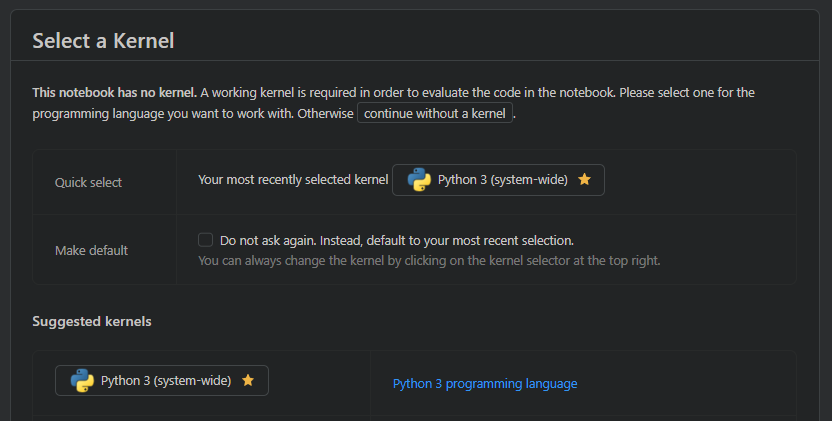 Select a Kernel
This notebook has no kernel. A working kernel is required in order to evaluate the code in the notebook. Please select one for the
programming language you want to work with. Otherwise continue without a kernel.
Quick select
Your most recently selected kernel Python 3 (system-wide)
Make default
Do not ask again. Instead, default to your most recent selection.
You can always change the kernel by clicking on the kernel selector at the top right.
Suggested kernels
Python 3 (system-wide)
Python 3 programming language